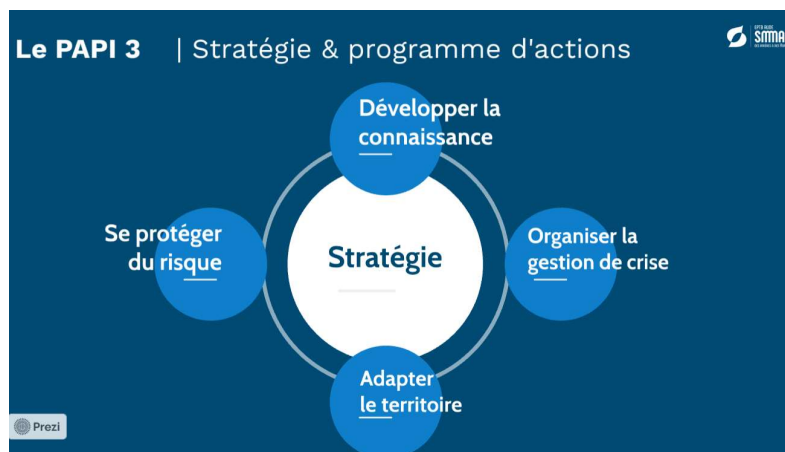 Le PAPI 3 | Stratégie & programme d'actions
Développer la
connaissance
Se protéger
du risque
Stratégie
Organiser la
gestion de crise
Adapter
le territoire
Prezi